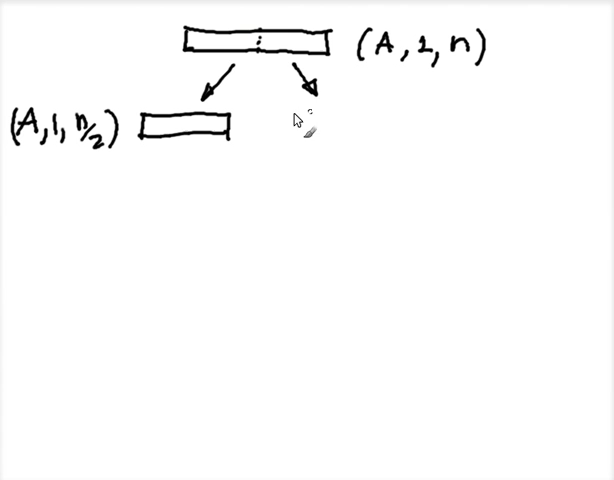 (A, 1, n)
(A, 1, n/2)